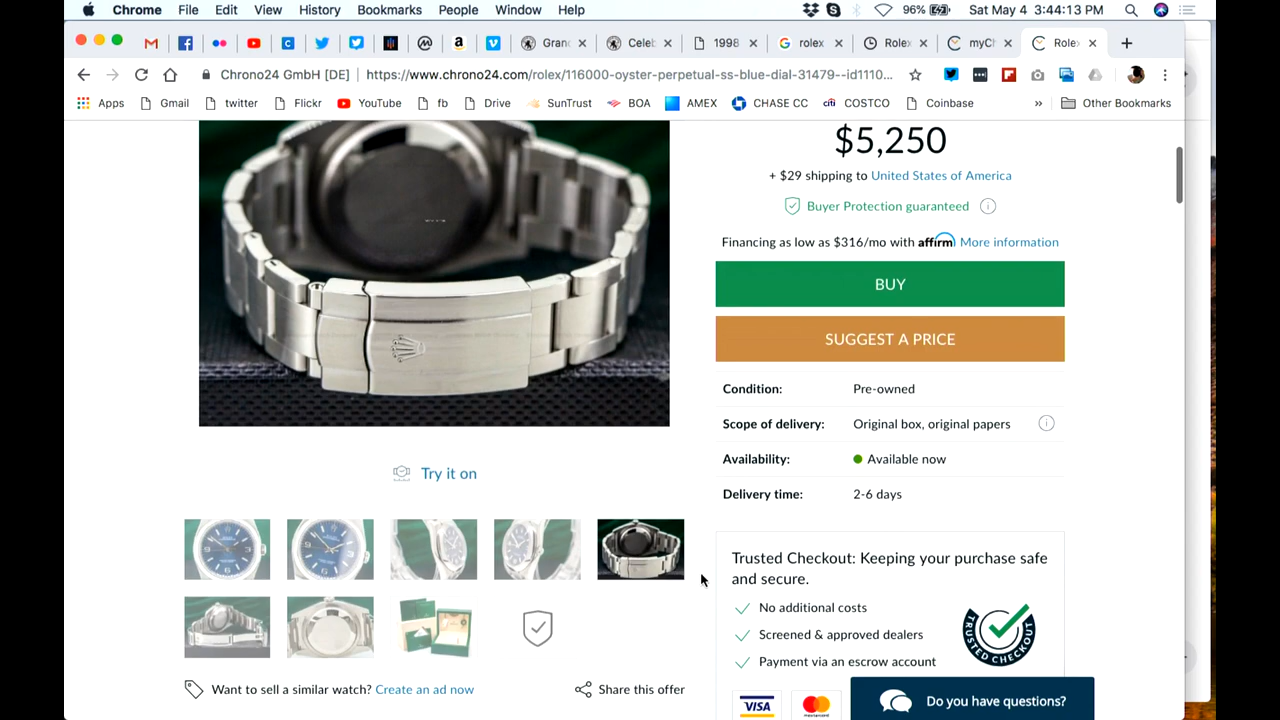 Chrome File Edit View History Bookmarks People Window Help 96% Sat May 4 3:44:13 PM
Gran Celeb 1998 rolex Rolex myCh Rolex
Chrono24 GmbH [DE] https://www.chrono24.com/rolex/116000-oyster-perpetual-ss-blue-dial-31479--id1110...
Apps Gmail twitter Flickr YouTube fb Drive SunTrust BOA AMEX CHASE CC citi COSTCO Coinbase » Other Bookmarks
$5,250
+ $29 shipping to United States of America
Buyer Protection guaranteed
Financing as low as $316/mo with affirm More information
BUY
SUGGEST A PRICE
Condition: Pre-owned
Scope of delivery: Original box, original papers
Availability: Available now
Delivery time: 2-6 days
Try it on
Trusted Checkout: Keeping your purchase safe
and secure.
No additional costs
Screened & approved dealers
Payment via an escrow account
TRUSTED CHECKOUT
VISA mastercard
Want to sell a similar watch? Create an ad now
Share this offer
Do you have questions?